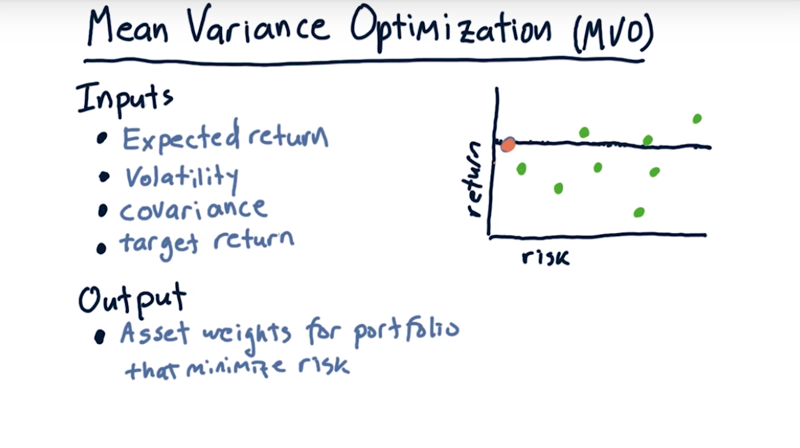 Mean Variance Optimization (MVO)
Inputs
• Expected return
• Volatility
• covariance
• target return
return
risk
Output
• Asset weights for portfolio
that minimize risk